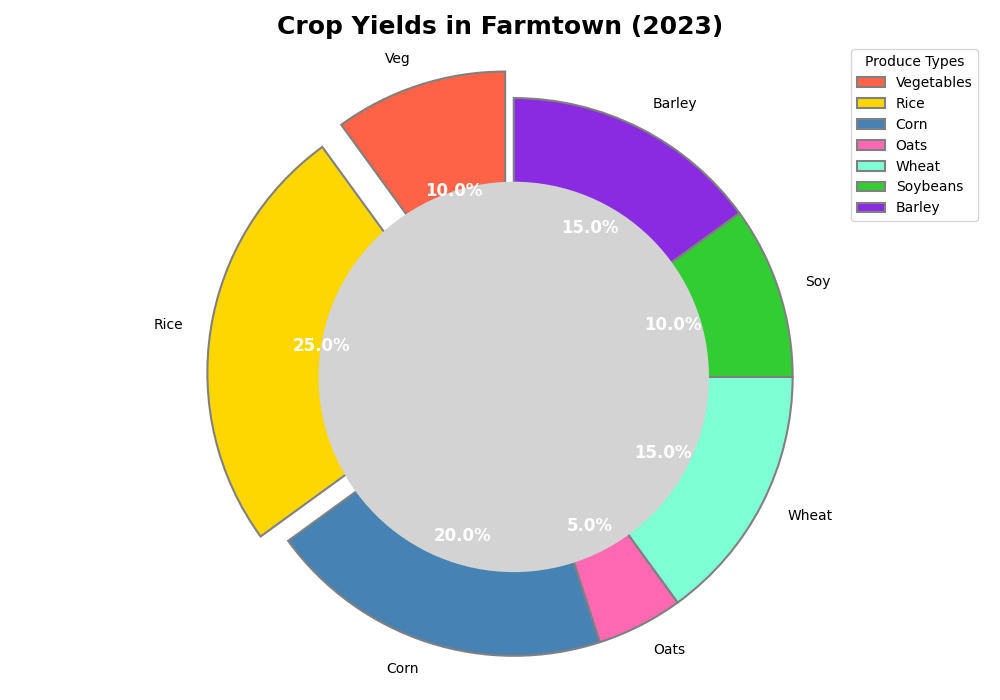 Crop Yields in Farmtown (2023)
Veg
Barley
Rice
Soy
Corn
Oats
Wheat
10.0%
15.0%
25.0%
10.0%
20.0%
5.0%
15.0%
Produce Types
Vegetables
Rice
Corn
Oats
Wheat
Soybeans
Barley